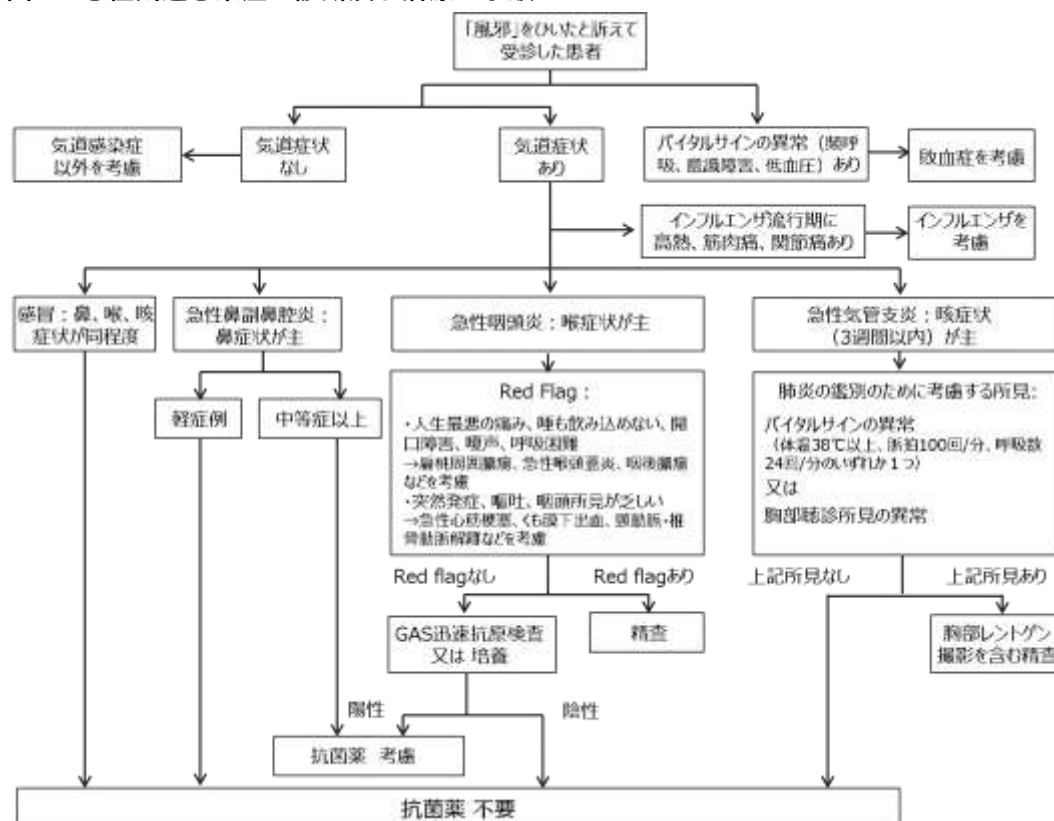 「風邪」をひいたと訴えて
受診した患者
気道感染症
以外を考慮
気道症状
なし
気道症状
あり
バイタルサインの異常(頻呼
吸、意識障害、低血圧)あり
敗血症を考慮
インフルエンザ流行期に
高熱、筋肉痛、関節痛あり
インフルエンザを
考慮
感冒:鼻、喉、咳
症状が同程度
急性鼻副鼻腔炎:
鼻症状が主
急性咽頭炎:喉症状が主
急性気管支炎:咳症状
(3週間以内)が主
軽症例
中等症以上
Red Flag:
・人生最悪の痛み、唾も飲み込めない、開
口障害、嗄声、呼吸困難
→扁桃周囲膿瘍、急性喉頭蓋炎、咽後膿瘍
などを考慮
・突然発症、嘔吐、咽頭所見が乏しい
→急性心筋梗塞、くも膜下出血、頸動脈・椎
骨動脈解離などを考慮
肺炎の鑑別のために考慮する所見:
バイタルサインの異常
(体温38℃以上、脈拍100回/分、呼吸数
24回/分のいずれか1つ)
又は
胸部聴診所見の異常
Red flagなし
Red flagあり
上記所見なし
上記所見あり
GAS迅速抗原検査
又は 培養
精査
胸部レントゲン
撮影を含む精査
陽性
陰性
抗菌薬 考慮
抗菌薬 不要